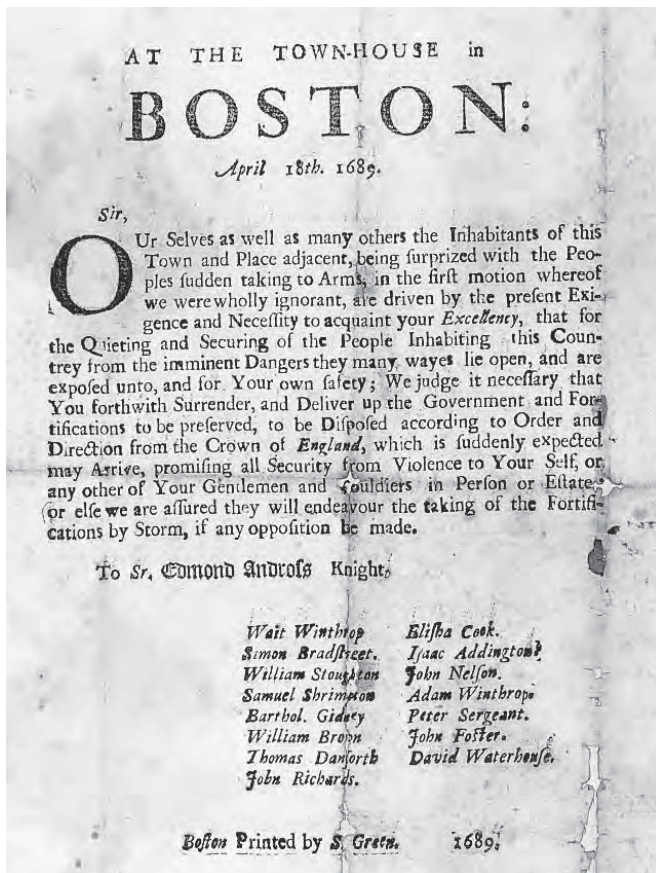 AT THE TOWN-HOUSE in
BOSTON:
April 18th. 1689.
Sir,
OUr Selves as well as many others the Inhabitants of this
Town and Place adjacent, being ſurprized with the Peo-
ples ſudden taking to Arms, in the firſt motion whereof
we were wholly ignorant, are driven by the preſent Exi-
gence and Neceſſity to acquaint your Excellency, that for
the Quieting and Securing of the People Inhabiting this Coun-
trey from the imminent Dangers they many wayes lie open, and are
expoſed unto, and for Your own ſafety; We judge it neceſſary that
You forthwith Surrender, and Deliver up the Government and For-
tifications to be preſerved, to be Diſpoſed according to Order and
Direction from the Crown of England, which is ſuddenly expected
may Arrive, promiſing all Security from Violence to Your Self, or
any other of Your Gentlemen and Souldiers in Perſon or Eſtate
or elſe we are aſſured they will endeavour the taking of the Fortifi-
cations by Storm, if any oppoſition be made.
To Sr. Edmond Androſs Knight,
Wait Winthrop
Simon Bradſtreet.
William Stoughton
Samuel Shrimpton
Barthol. Gidney
William Brown
Thomas Danforth
John Richards.
Eliſha Cook.
Iſaac Addington
John Nelſon.
Adam Winthrop
Peter Sergeant.
John Foſter.
David Waterhouſe.
Boſton Printed by S. Green. 1689.